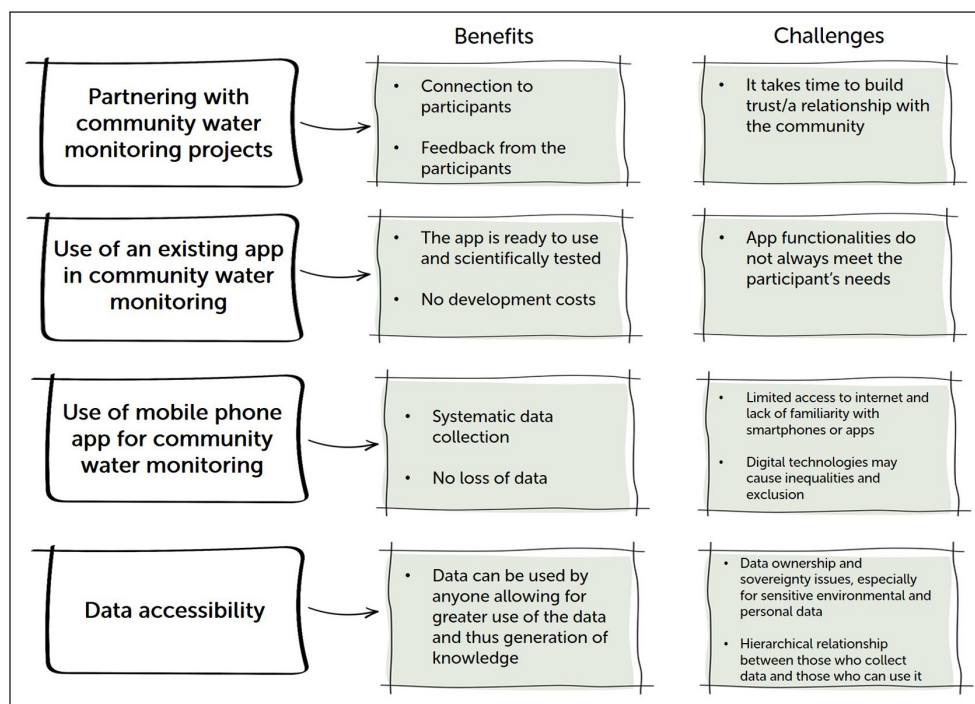 Benefits
Challenges
Partnering with
community water
monitoring projects
• Connection to
participants
• Feedback from the
participants
• It takes time to build
trust/a relationship with
the community
Use of an existing app
in community water
monitoring
• The app is ready to use
and scientifically tested
• No development costs
• App functionalities do
not always meet the
participant's needs
Use of mobile phone
app for community
water monitoring
• Systematic data
collection
• No loss of data
• Limited access to internet and
lack of familiarity with
smartphones or apps
• Digital technologies may
cause inequalities and
exclusion
Data accessibility
• Data can be used by
anyone allowing for
greater use of the data
and thus generation of
knowledge
• Data ownership and
sovereignty issues, especially
for sensitive environmental and
personal data
• Hierarchical relationship
between those who collect
data and those who can use it